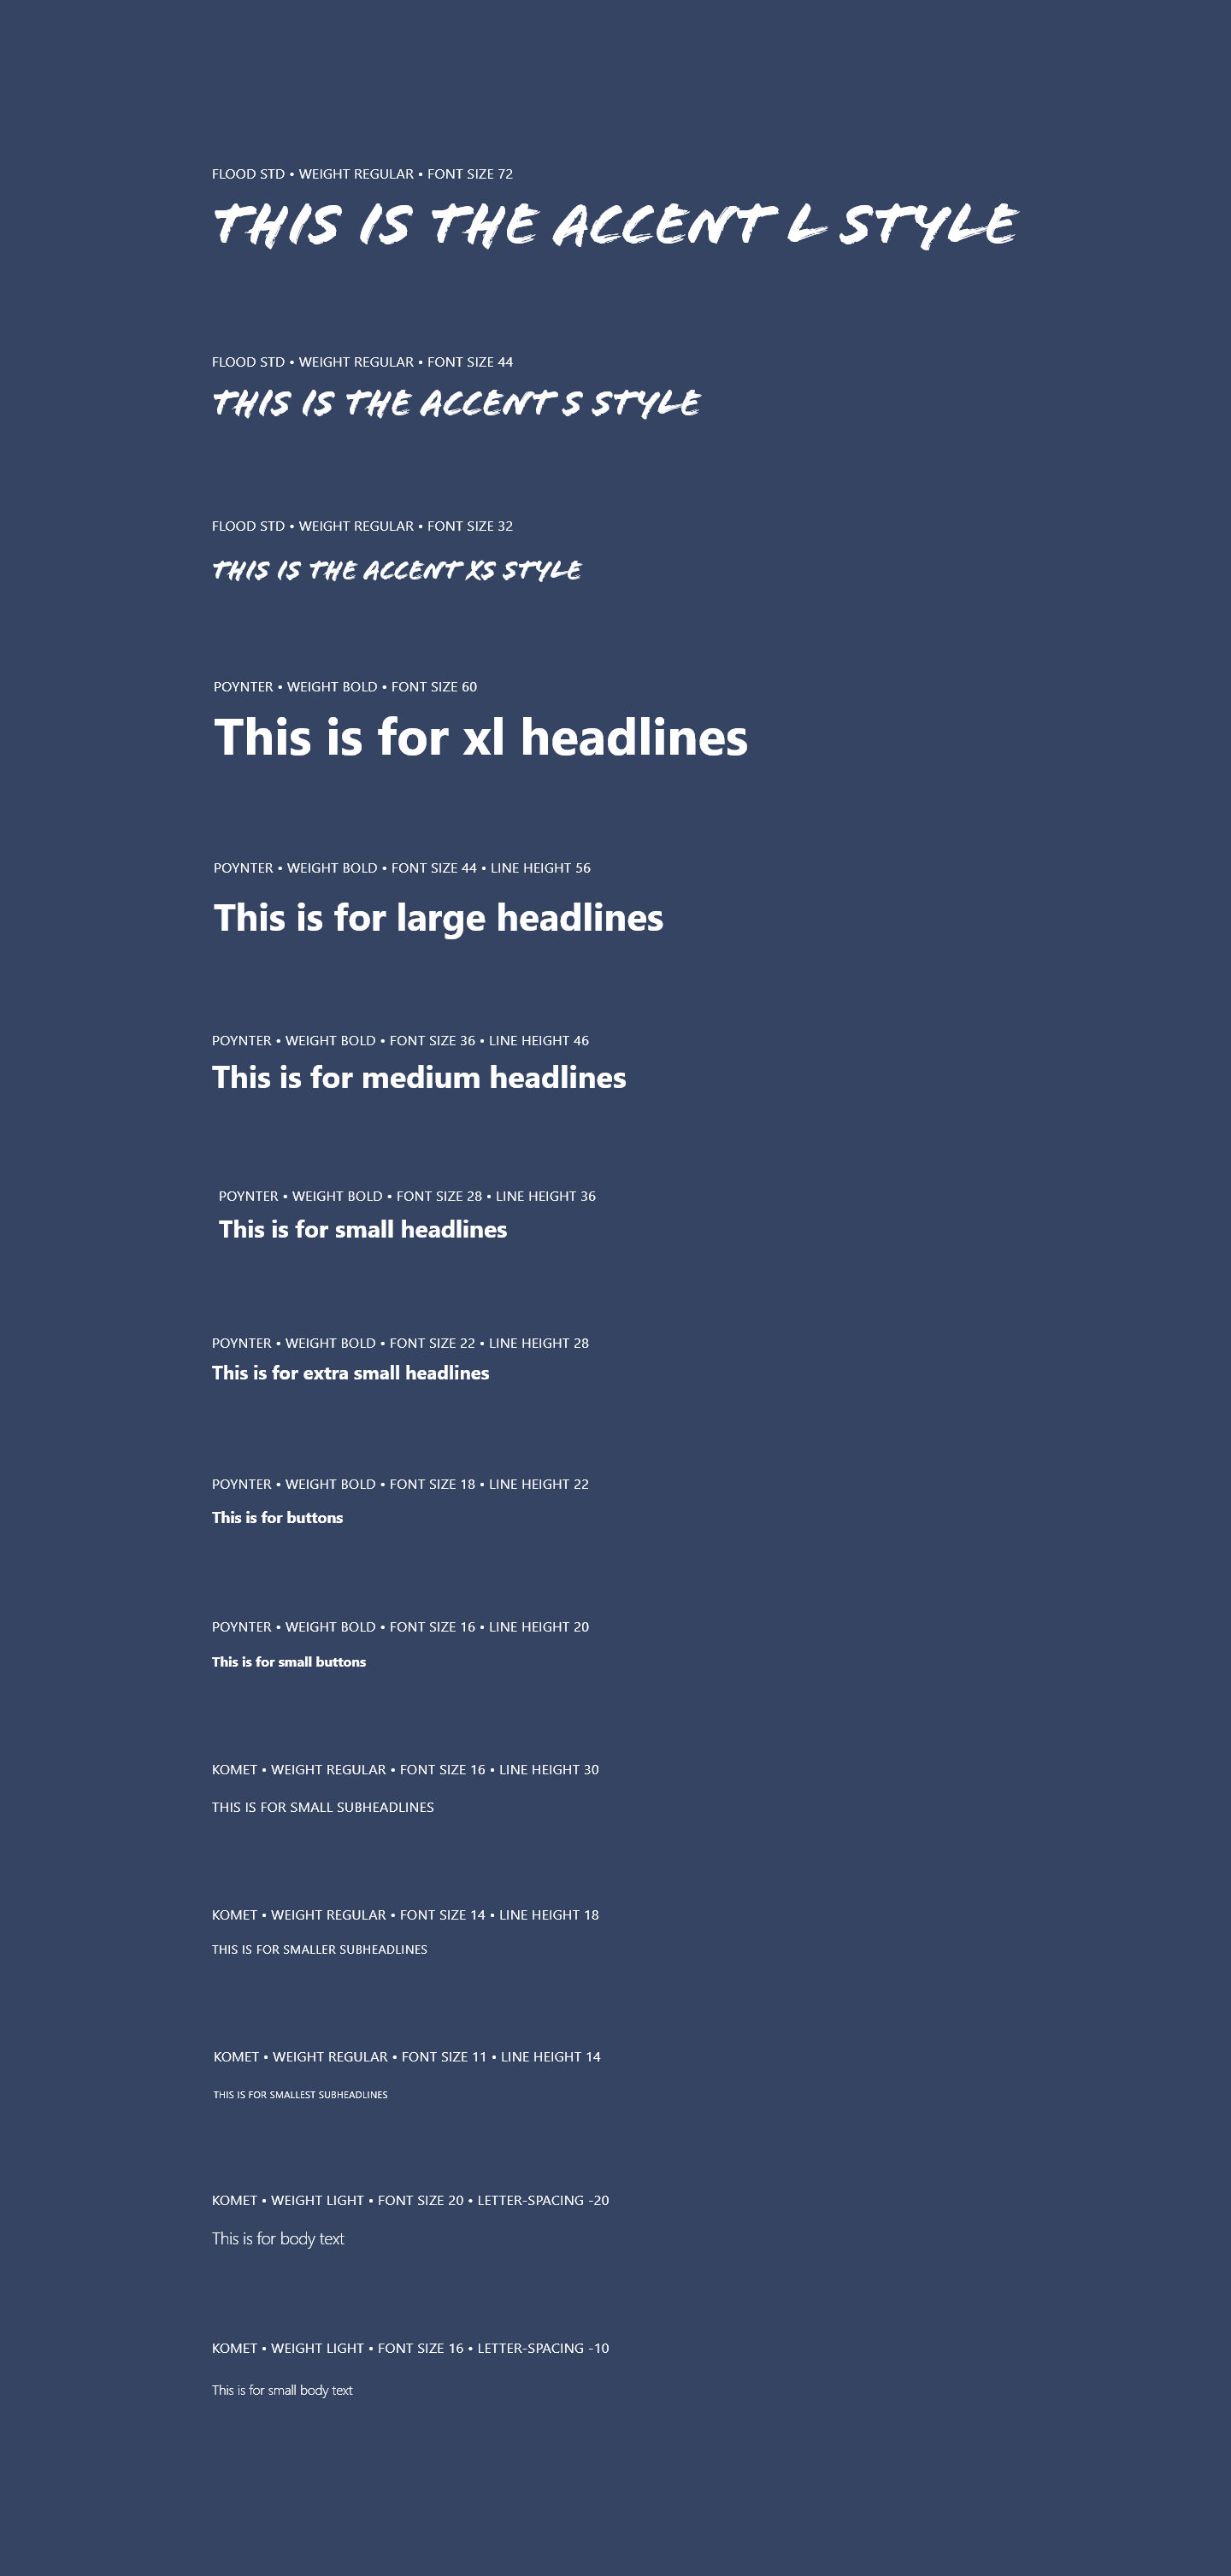 FLOOD STD • WEIGHT REGULAR • FONT SIZE 72
THIS IS THE ACCENT L STYLE
FLOOD STD • WEIGHT REGULAR • FONT SIZE 44
THIS IS THE ACCENT S STYLE
FLOOD STD • WEIGHT REGULAR • FONT SIZE 32
THIS IS THE ACCENT XS STYLE
POYNTER • WEIGHT BOLD • FONT SIZE 60
This is for xl headlines
POYNTER • WEIGHT BOLD • FONT SIZE 44 • LINE HEIGHT 56
This is for large headlines
POYNTER • WEIGHT BOLD • FONT SIZE 36 • LINE HEIGHT 46
This is for medium headlines
POYNTER • WEIGHT BOLD • FONT SIZE 28 • LINE HEIGHT 36
This is for small headlines
POYNTER • WEIGHT BOLD • FONT SIZE 22 • LINE HEIGHT 28
This is for extra small headlines
POYNTER • WEIGHT BOLD • FONT SIZE 18 • LINE HEIGHT 22
This is for buttons
POYNTER • WEIGHT BOLD • FONT SIZE 16 • LINE HEIGHT 20
This is for small buttons
KOMET • WEIGHT REGULAR • FONT SIZE 16 • LINE HEIGHT 30
THIS IS FOR SMALL SUBHEADLINES
KOMET • WEIGHT REGULAR • FONT SIZE 14 • LINE HEIGHT 18
THIS IS FOR SMALLER SUBHEADLINES
KOMET • WEIGHT REGULAR • FONT SIZE 11 • LINE HEIGHT 14
THIS IS FOR SMALLEST SUBHEADLINES
KOMET • WEIGHT LIGHT • FONT SIZE 20 • LETTER-SPACING -20
This is for body text
KOMET • WEIGHT LIGHT • FONT SIZE 16 • LETTER-SPACING -10
This is for small body text